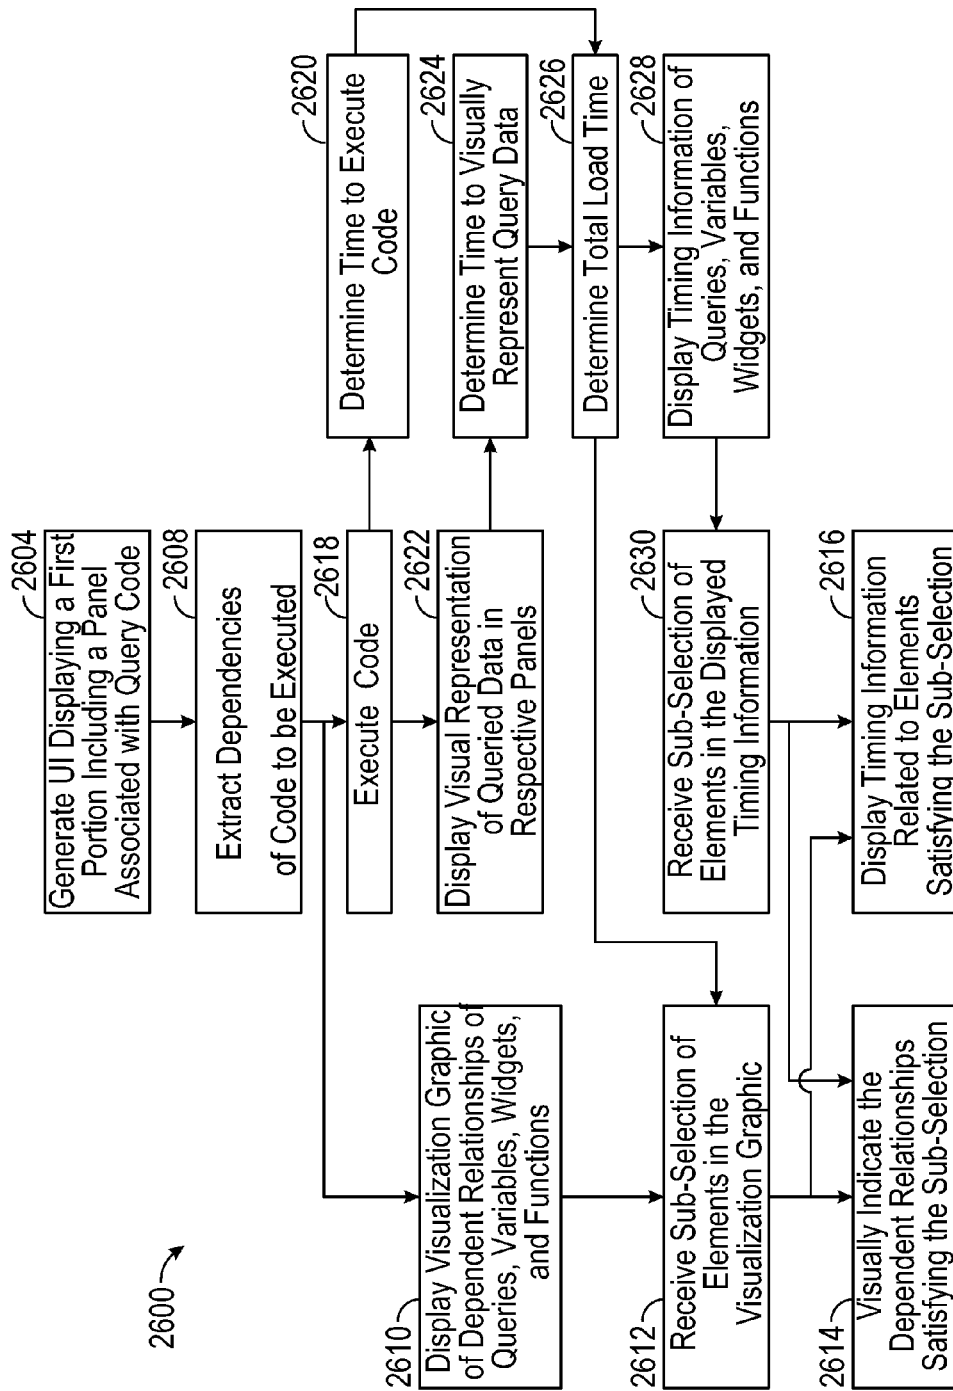 2600
2604
Generate UI Displaying a First
Portion Including a Panel
Associated with Query Code
2608
Extract Dependencies
of Code to be Executed
2618
Execute Code
2620
Determine Time to Execute
Code
2622
Display Visual Representation
of Queried Data in
Respective Panels
2624
Determine Time to Visually
Represent Query Data
2626
Determine Total Load Time
2628
Display Timing Information of
Queries, Variables,
Widgets, and Functions
2610
Display Visualization Graphic
of Dependent Relationships of
Queries, Variables, Widgets,
and Functions
2612
Receive Sub-Selection of
Elements in the
Visualization Graphic
2630
Receive Sub-Selection of
Elements in the Displayed
Timing Information
2614
Visually Indicate the
Dependent Relationships
Satisfying the Sub-Selection
2616
Display Timing Information
Related to Elements
Satisfying the Sub-Selection